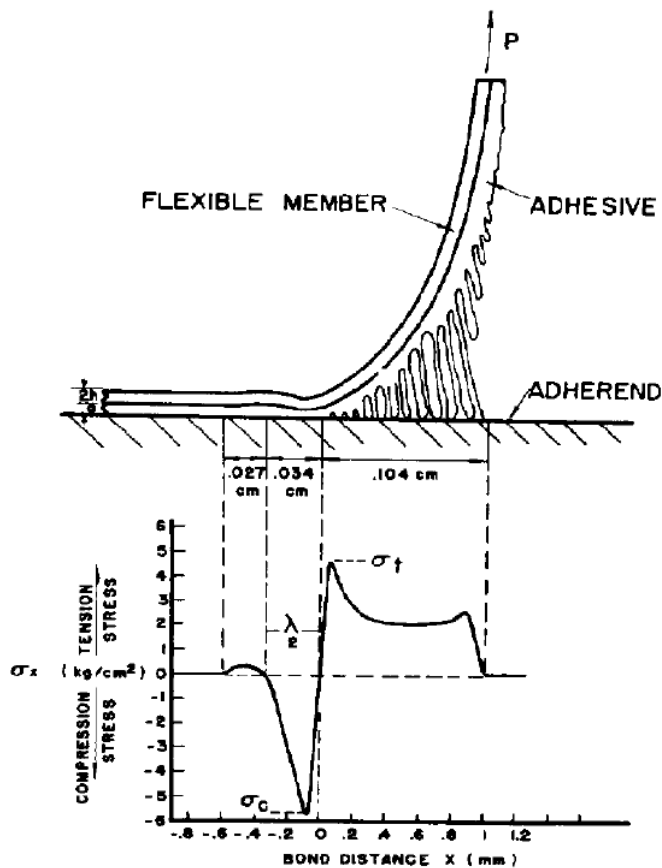 P
FLEXIBLE MEMBER
ADHESIVE
2h
a
ADHEREND
.027 cm
.034 cm
.104 cm
6
5
4
3
2
1
0
-1
-2
-3
-4
-5
-6
σt
λ/2
σc
TENSION STRESS
σz (kg/cm²)
COMPRESSION STRESS
-.8 -.6 -.4 -.2 0 .2 .4 .6 .8 1 1.2
BOND DISTANCE X (mm)